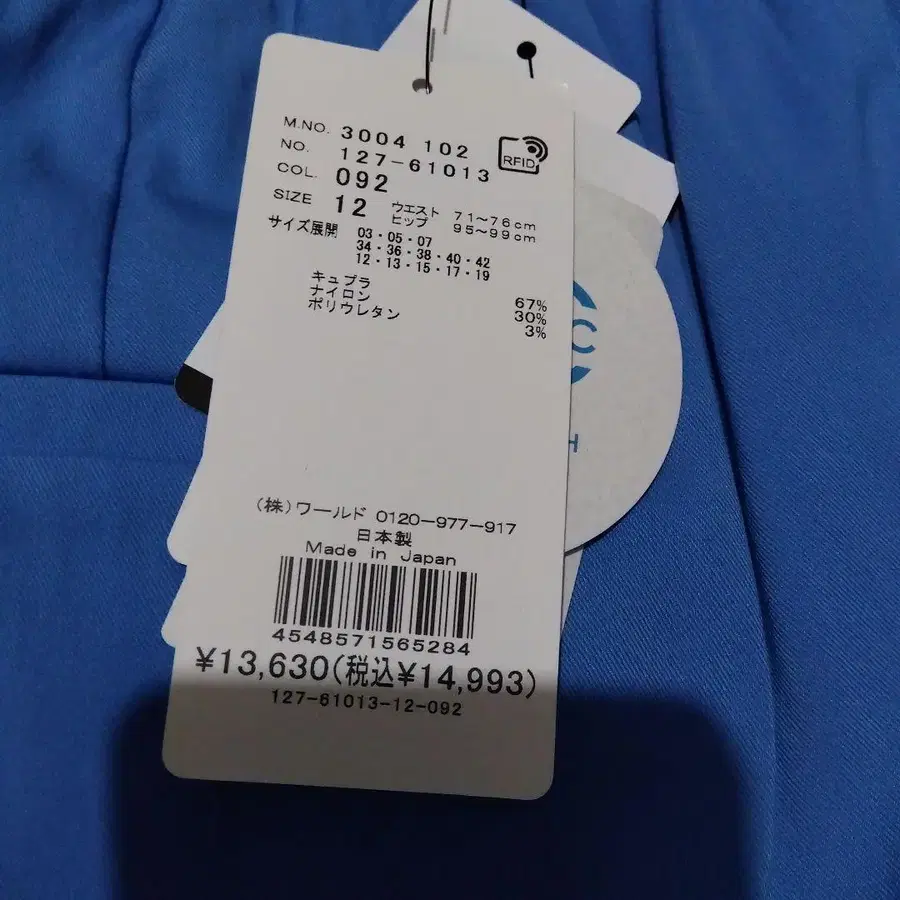 M.NO. 3004 102
NO. 127-61013
RFID
COL. 092
SIZE 12 ウエスト 71〜76cm
ヒップ 95〜99cm
サイズ展開 03・05・07
34・36・38・40・42
12・13・15・17・19
キュプラ 67%
ナイロン 30%
ポリウレタン 3%
(株)ワールド 0120-977-917
日本製
Made in Japan
4548571565284
¥13,630(税込¥14,993)
127-61013-12-092
C
H